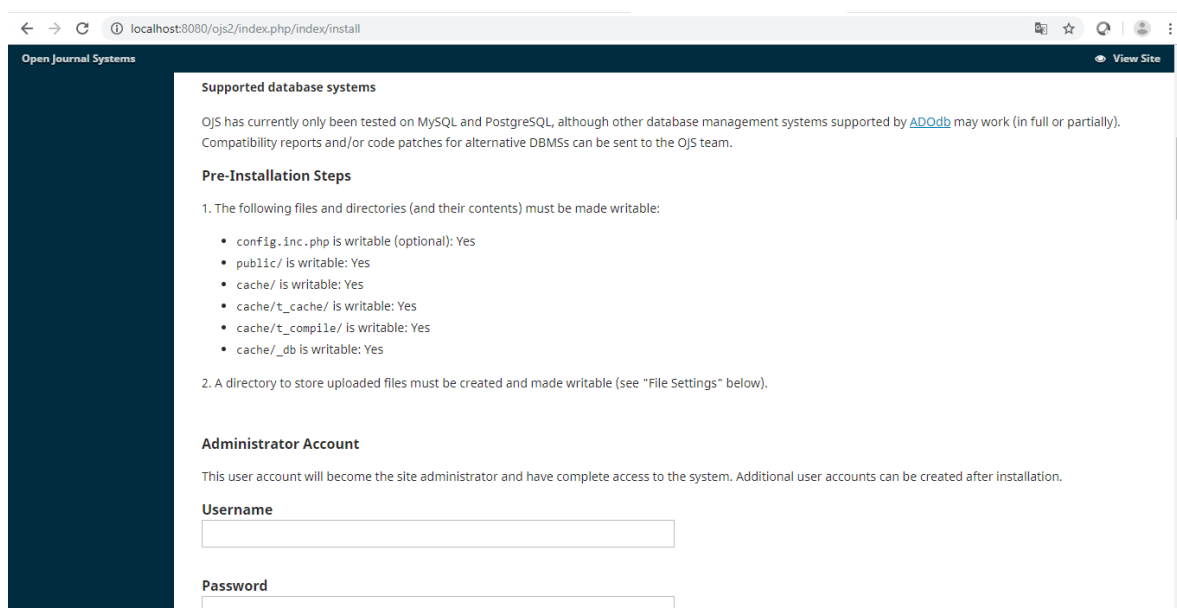 localhost:8080/ojs2/index.php/index/install
Open Journal Systems
View Site
Supported database systems
OJS has currently only been tested on MySQL and PostgreSQL, although other database management systems supported by ADOdb may work (in full or partially).
Compatibility reports and/or code patches for alternative DBMSs can be sent to the OJS team.
Pre-Installation Steps
1. The following files and directories (and their contents) must be made writable:
• config.inc.php is writable (optional): Yes
• public/ is writable: Yes
• cache/ is writable: Yes
• cache/t_cache/ is writable: Yes
• cache/t_compile/ is writable: Yes
• cache/_db is writable: Yes
2. A directory to store uploaded files must be created and made writable (see "File Settings" below).
Administrator Account
This user account will become the site administrator and have complete access to the system. Additional user accounts can be created after installation.
Username
Password